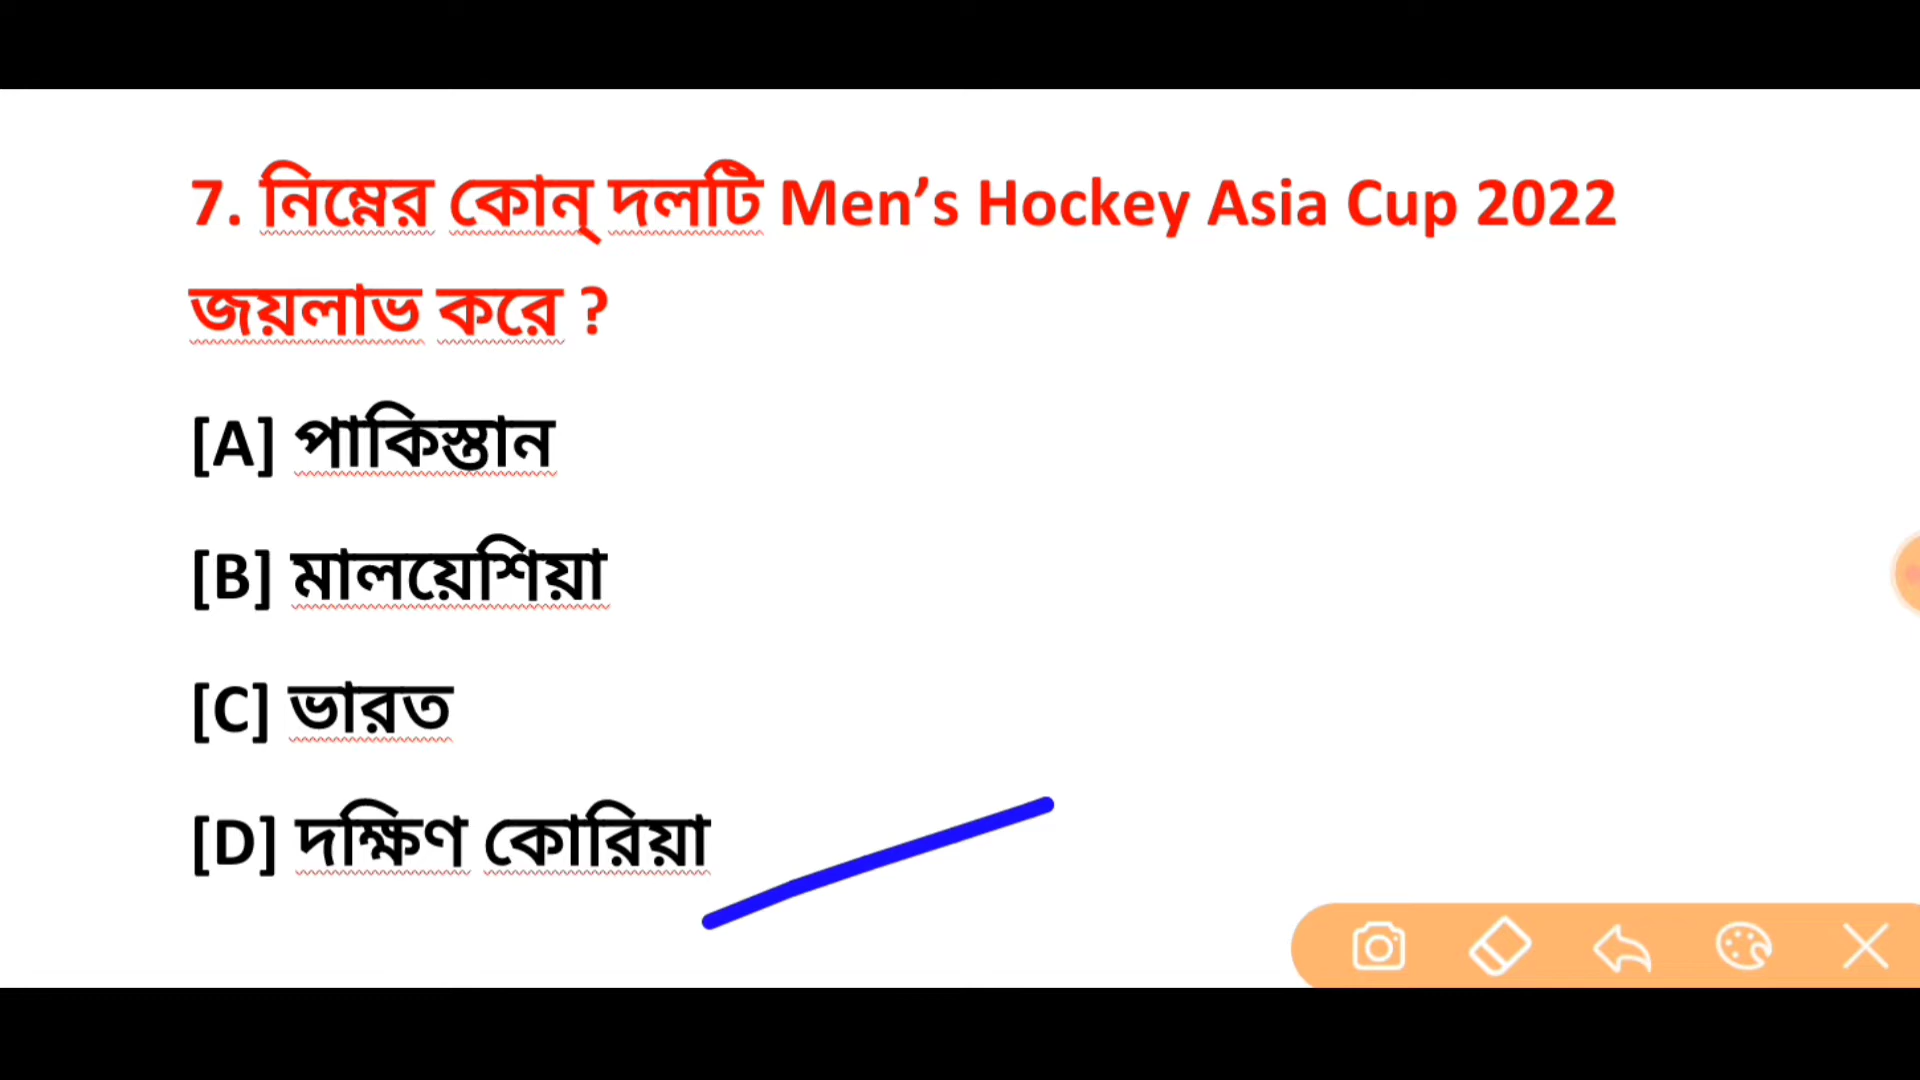 7. নিম্নের কোন্ দলটি Men’s Hockey Asia Cup 2022
জয়লাভ করে ?
[A] পাকিস্তান
[B] মালয়েশিয়া
[C] ভারত
[D] দক্ষিণ কোরিয়া